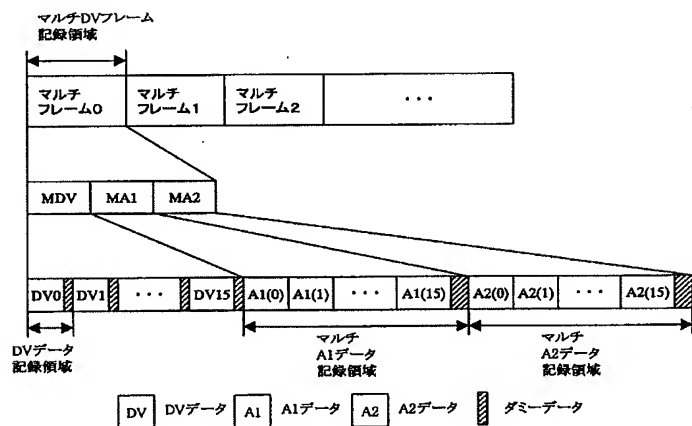 マルチDVフレーム
記録領域
マルチ
フレーム0
マルチ
フレーム1
マルチ
フレーム2
・・・
MDV
MA1
MA2
DV0
DV1
・・・
DV15
A1(0)
A1(1)
・・・
A1(15)
A2(0)
A2(1)
・・・
A2(15)
DVデータ
記録領域
マルチ
A1データ
記録領域
マルチ
A2データ
記録領域
DV DVデータ A1 A1データ A2 A2データ ダミーデータ